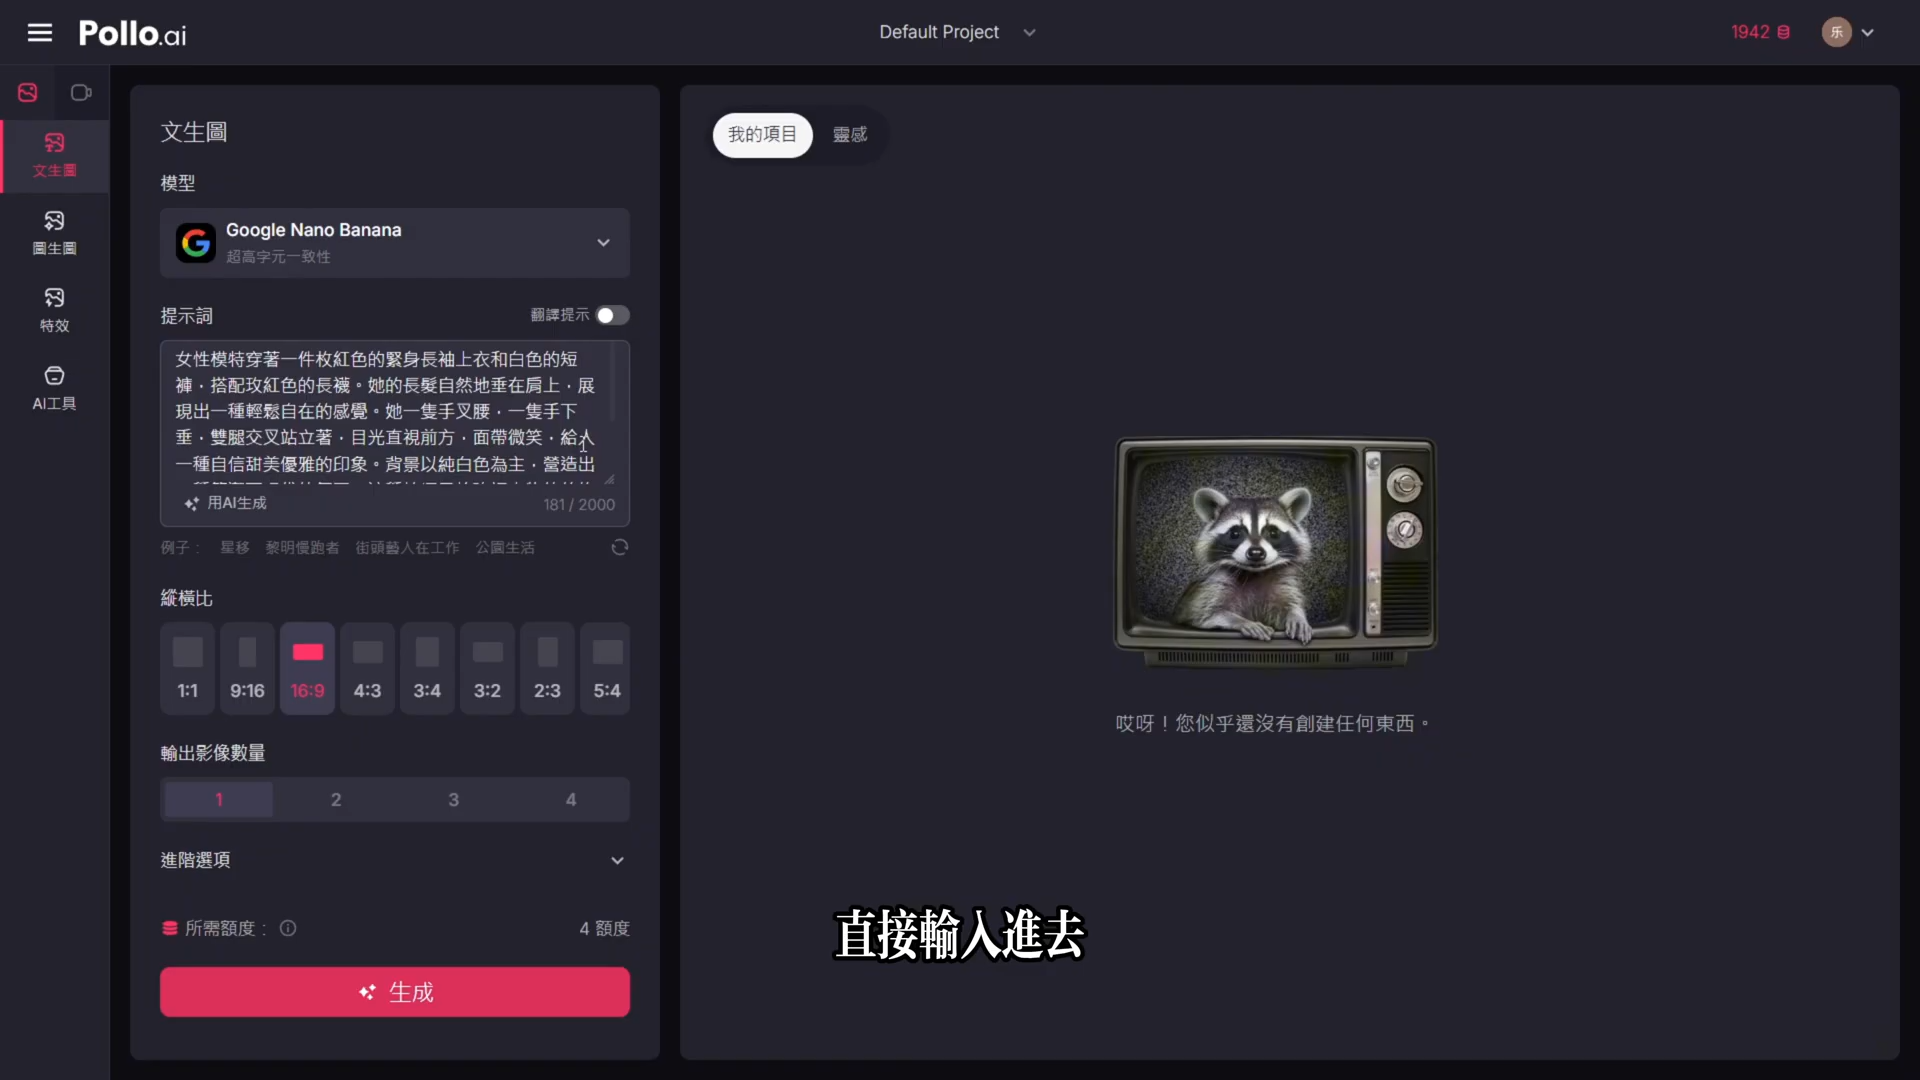 Pollo.ai
Default Project
1942
乐
文生圖
圖生圖
特效
AI工具
文生圖
模型
Google Nano Banana
超高字元一致性
提示詞
翻譯提示
女性模特穿著一件枚紅色的緊身長袖上衣和白色的短
褲，搭配玫紅色的長襪。她的長髮自然地垂在肩上，展
現出一種輕鬆自在的感覺。她一隻手叉腰，一隻手下
垂，雙腿交叉站立著，目光直視前方，面帶微笑，給人
一種自信甜美優雅的印象。背景以純白色為主，營造出
用AI生成
181 / 2000
例子：
星移
黎明慢跑者
街頭藝人在工作
公園生活
縱橫比
1:1
9:16
16:9
4:3
3:4
3:2
2:3
5:4
輸出影像數量
1
2
3
4
進階選項
所需額度：
4 額度
生成
我的項目
靈感
哎呀！您似乎還沒有創建任何東西。
直接輸入進去